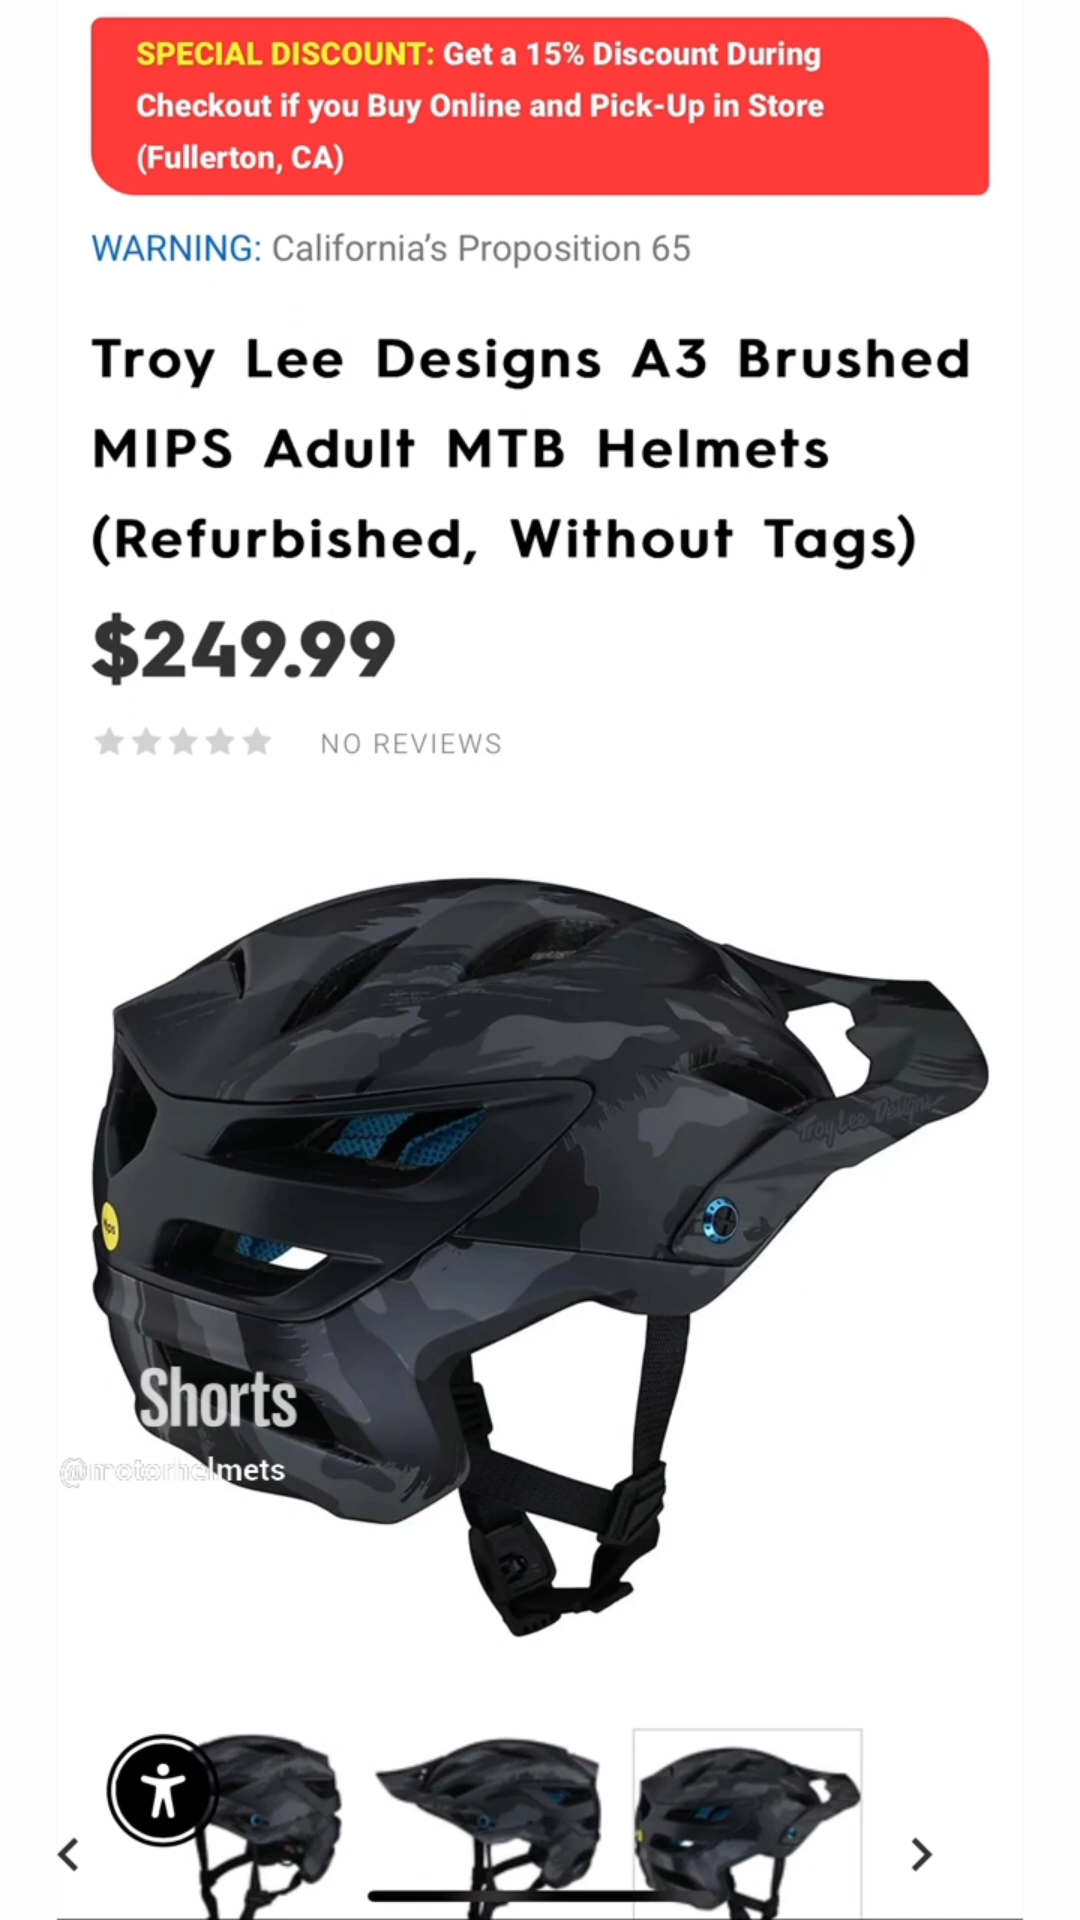 SPECIAL DISCOUNT: Get a 15% Discount During
Checkout if you Buy Online and Pick-Up in Store
(Fullerton, CA)
WARNING: California’s Proposition 65
Troy Lee Designs A3 Brushed
MIPS Adult MTB Helmets
(Refurbished, Without Tags)
$249.99
NO REVIEWS
Troy Lee Designs
mips
Shorts
@motorhelmets